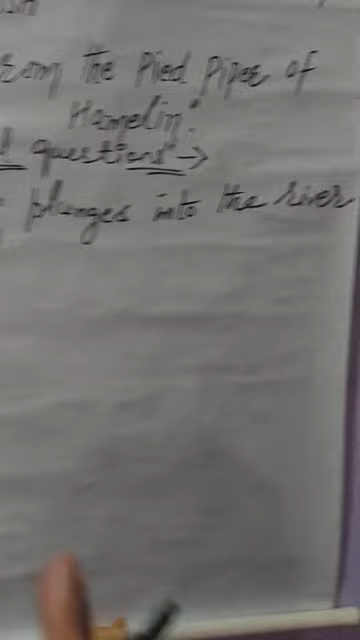 the Pied Piper of
Hamelin"
questions →
plunges into the river